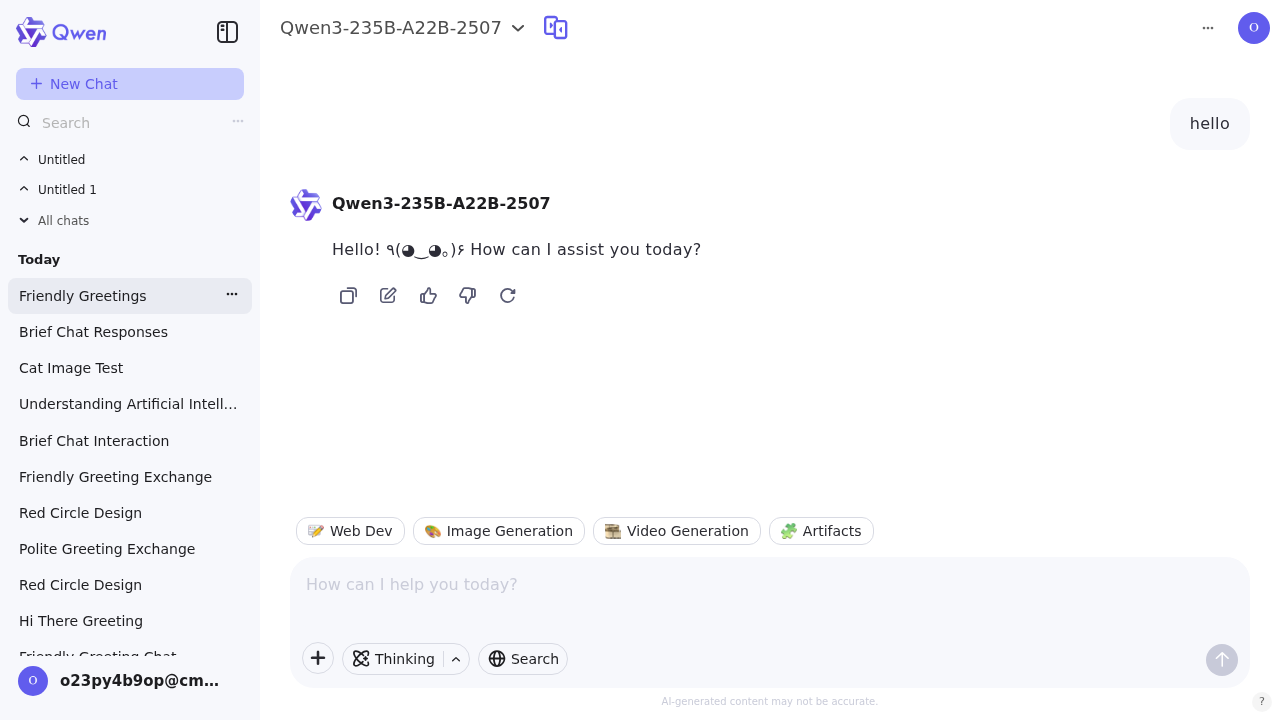 Qwen
New Chat
Search
Untitled
Untitled 1
All chats
Today
Friendly Greetings
Brief Chat Responses
Cat Image Test
Understanding Artificial Intell...
Brief Chat Interaction
Friendly Greeting Exchange
Red Circle Design
Polite Greeting Exchange
Red Circle Design
Hi There Greeting
Friendly Greeting Chat
O o23py4b9op@cm...
Qwen3-235B-A22B-2507
O
hello
Qwen3-235B-A22B-2507
Hello! ٩(◕‿◕｡)۶ How can I assist you today?
Web Dev Image Generation Video Generation Artifacts
How can I help you today?
Thinking Search
AI-generated content may not be accurate.
?